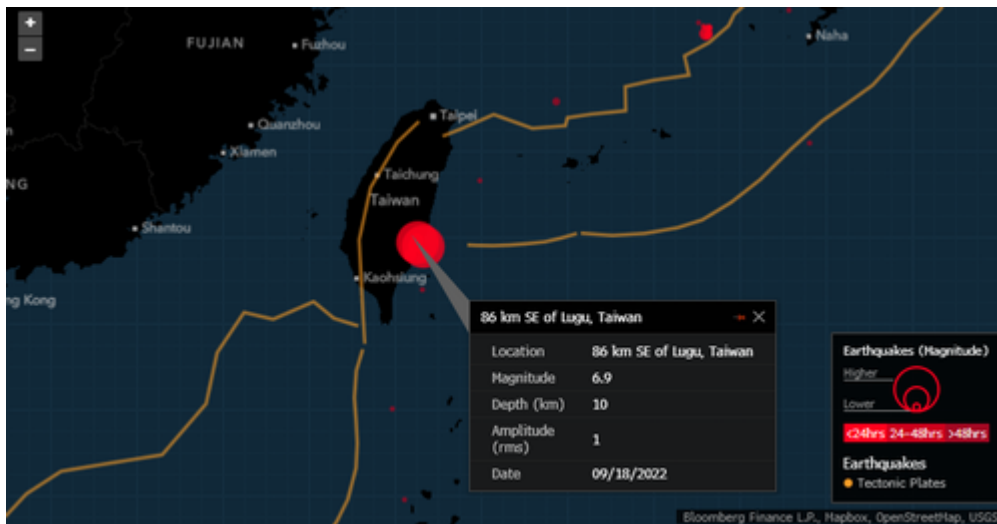 +
−
FUJIAN
Fuzhou
Naha
Quanzhou
Xiamen
Taipei
NG
Taichung
Taiwan
Shantou
Kaohsiung
ng Kong
86 km SE of Lugu, Taiwan
Location 86 km SE of Lugu, Taiwan
Magnitude 6.9
Depth (km) 10
Amplitude
(rms) 1
Date 09/18/2022
Earthquakes (Magnitude)
Higher
Lower
<24hrs 24-48hrs >48hrs
Earthquakes
Tectonic Plates
Bloomberg Finance L.P., Mapbox, OpenStreetMap, USGS